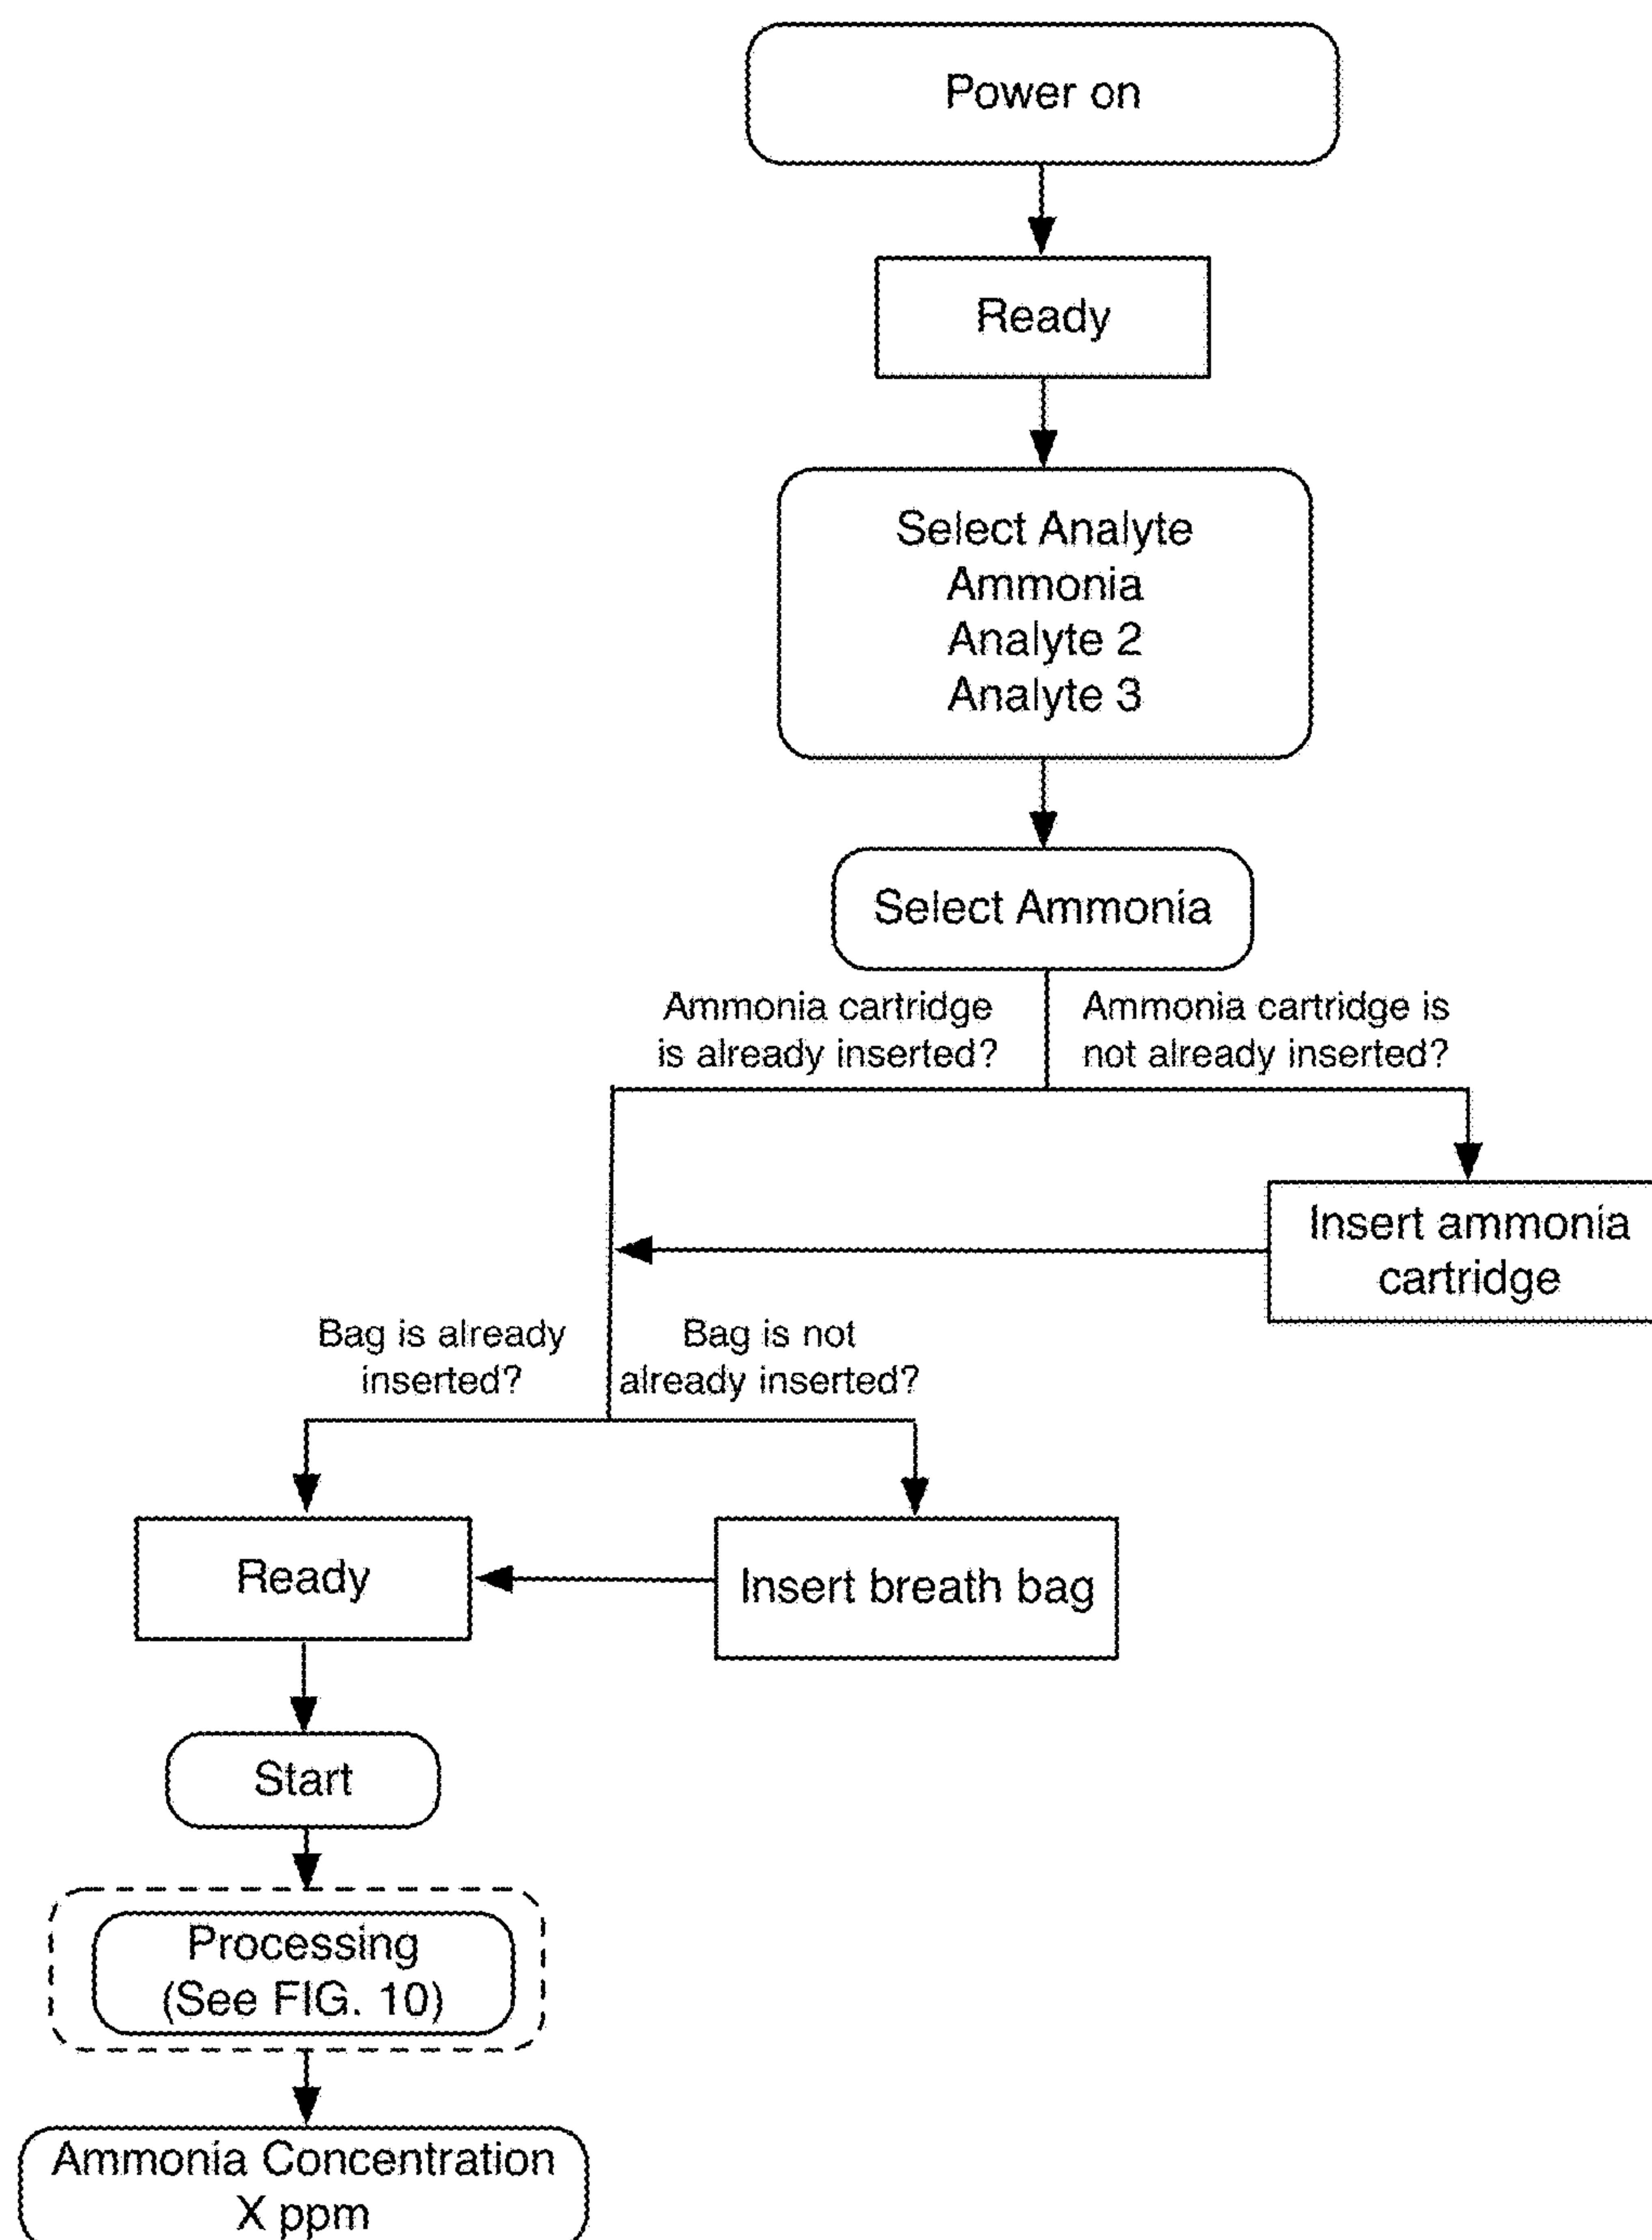 Power on
Ready
Select Analyte
Ammonia
Analyte 2
Analyte 3
Select Ammonia
Ammonia cartridge
is already inserted?
Ammonia cartridge is
not already inserted?
Insert ammonia
cartridge
Bag is already
inserted?
Bag is not
already inserted?
Ready
Insert breath bag
Start
Processing
(See FIG. 10)
Ammonia Concentration
X ppm